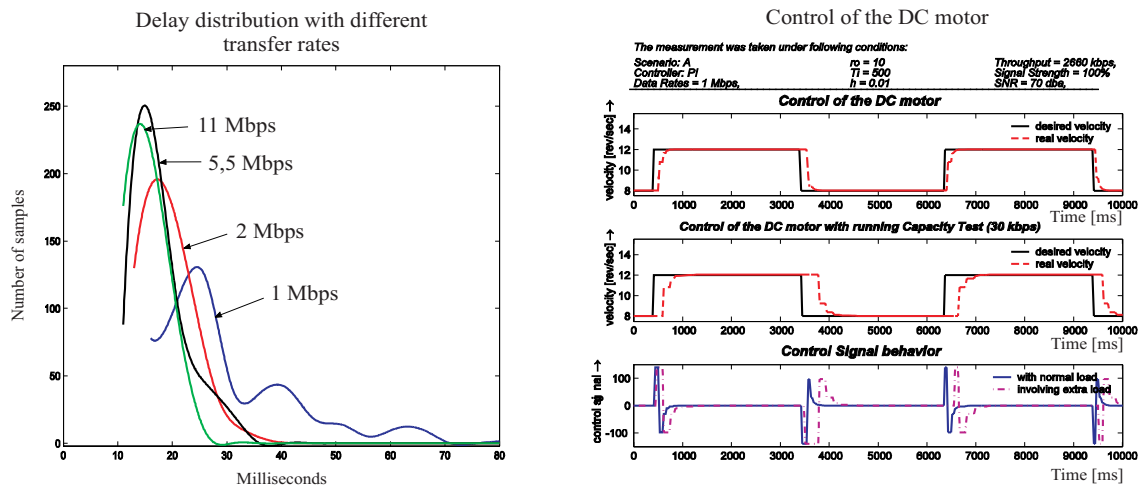 Delay distribution with different
transfer rates
250
200
150
100
50
0
0 10 20 30 40 50 60 70 80
Number of samples
Milliseconds
11 Mbps
5,5 Mbps
2 Mbps
1 Mbps
Control of the DC motor
The measurement was taken under following conditions:
Scenario: A ro = 10 Throughput = 2660 kbps,
Controller: PI Ti = 500 Signal Strength = 100%
Data Rates = 1 Mbps, h = 0.01 SNR = 70 dba,
Control of the DC motor
velocity [rev/sec] →
14
12
10
8
desired velocity
real velocity
0 1000 2000 3000 4000 5000 6000 7000 8000 9000 10000
Time [ms]
Control of the DC motor with running Capacity Test (30 kbps)
velocity [rev/sec] →
14
12
10
8
desired velocity
real velocity
0 1000 2000 3000 4000 5000 6000 7000 8000 9000 10000
Time [ms]
Control Signal behavior
control nal →
100
0
-100
with normal load
involving extra load
0 1000 2000 3000 4000 5000 6000 7000 8000 9000 10000
Time [ms]